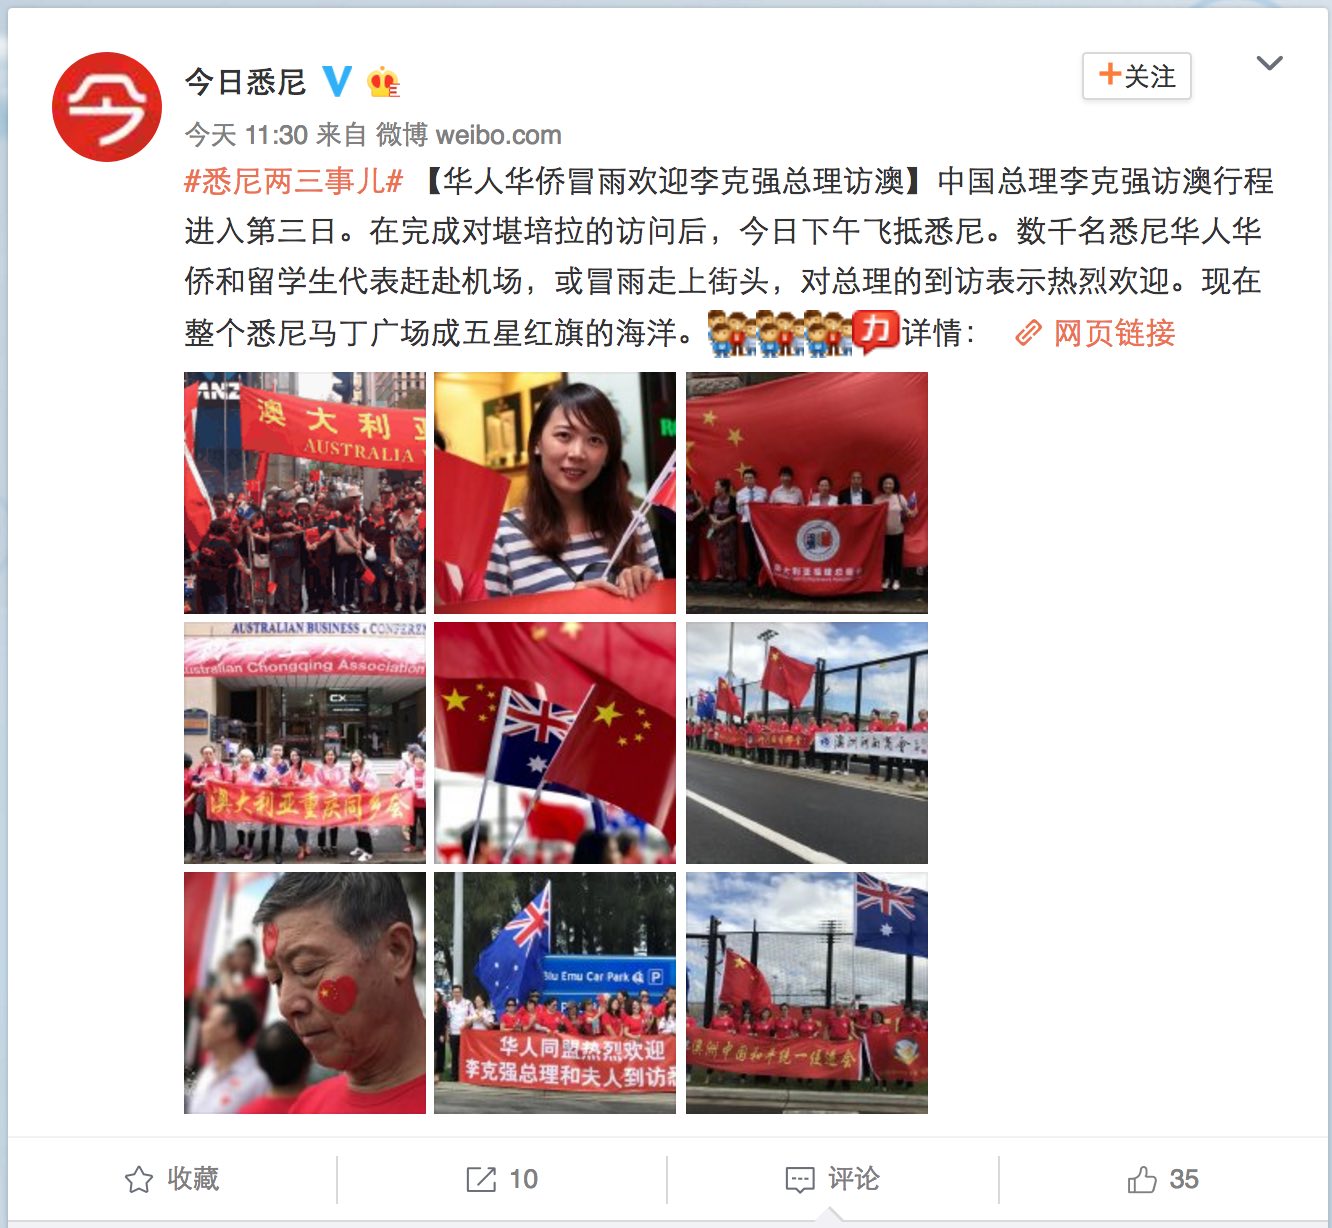 今
今日悉尼
+关注
今天 11:30 来自 微博 weibo.com
#悉尼两三事儿# 【华人华侨冒雨欢迎李克强总理访澳】中国总理李克强访澳行程
进入第三日。在完成对堪培拉的访问后，今日下午飞抵悉尼。数千名悉尼华人华
侨和留学生代表赶赴机场，或冒雨走上街头，对总理的到访表示热烈欢迎。现在
整个悉尼马丁广场成五星红旗的海洋。力详情： 网页链接
ANZ
澳大利亚
AUSTRALIA
AUSTRALIAN BUSINESS & CONFEREN
ustralian Chongqing Association
CX
澳大利亚重庆同乡会
Blu Emu Car Park P
华人同盟热烈欢迎
李克强总理和夫人到访悉
澳洲中国和平统一促进会
收藏
10
评论
35